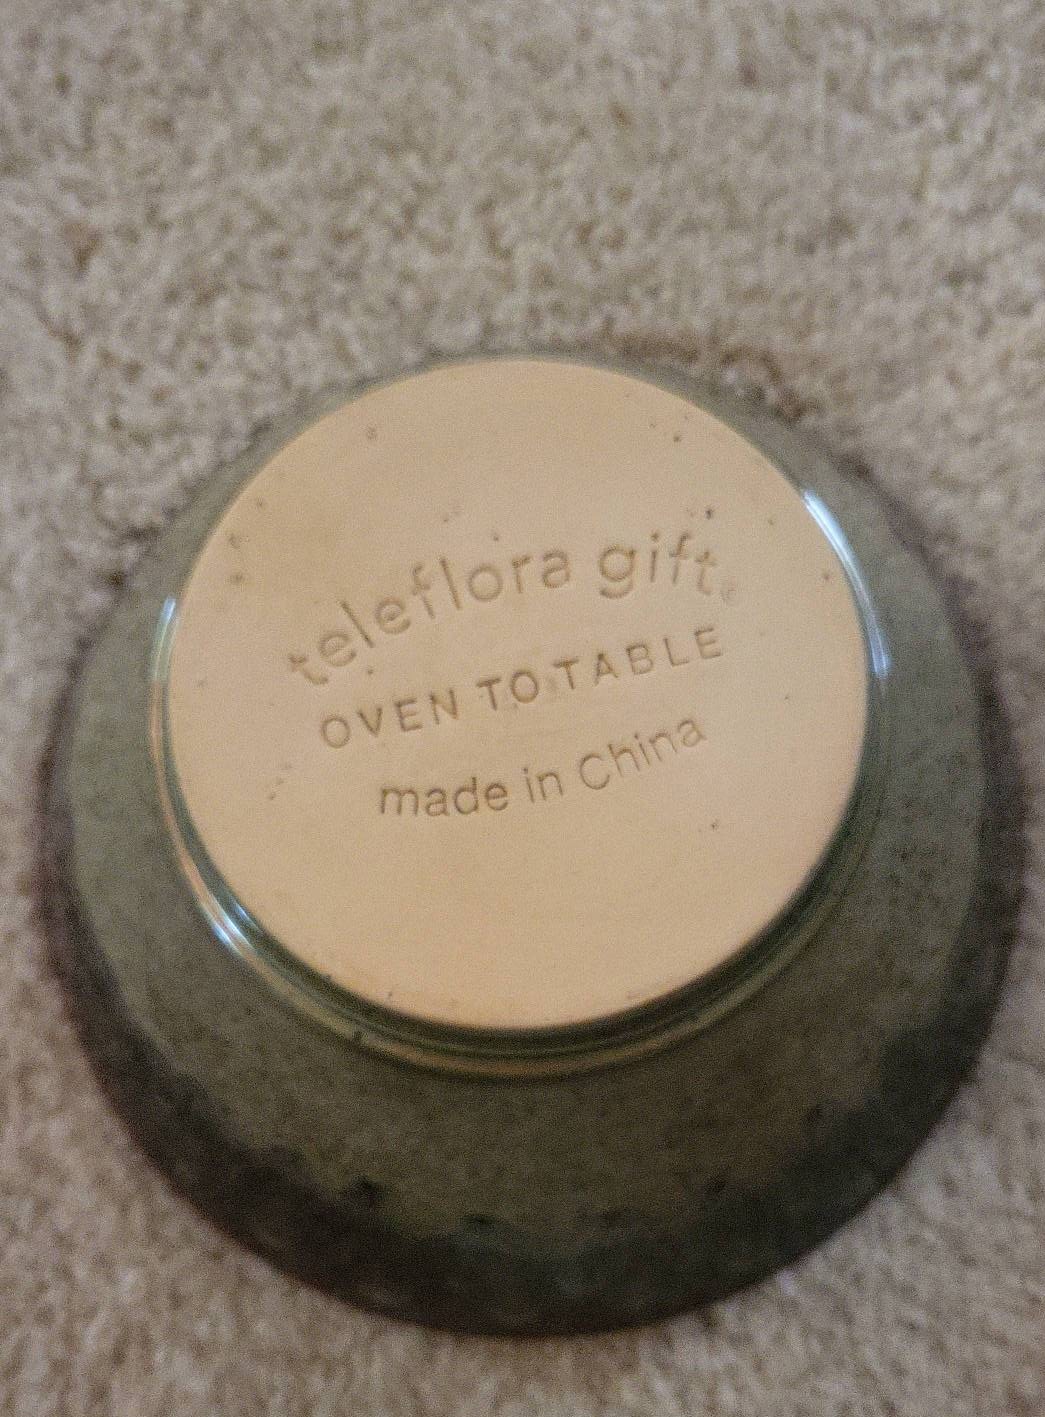 teleflora gift®
OVEN TO TABLE
made in China